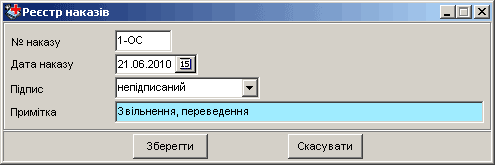 Реєстр наказів
№ наказу 1-ОС
Дата наказу 21.06.2010 15
Підпис непідписаний
Примітка Звільнення, переведення
Зберегти Скасувати